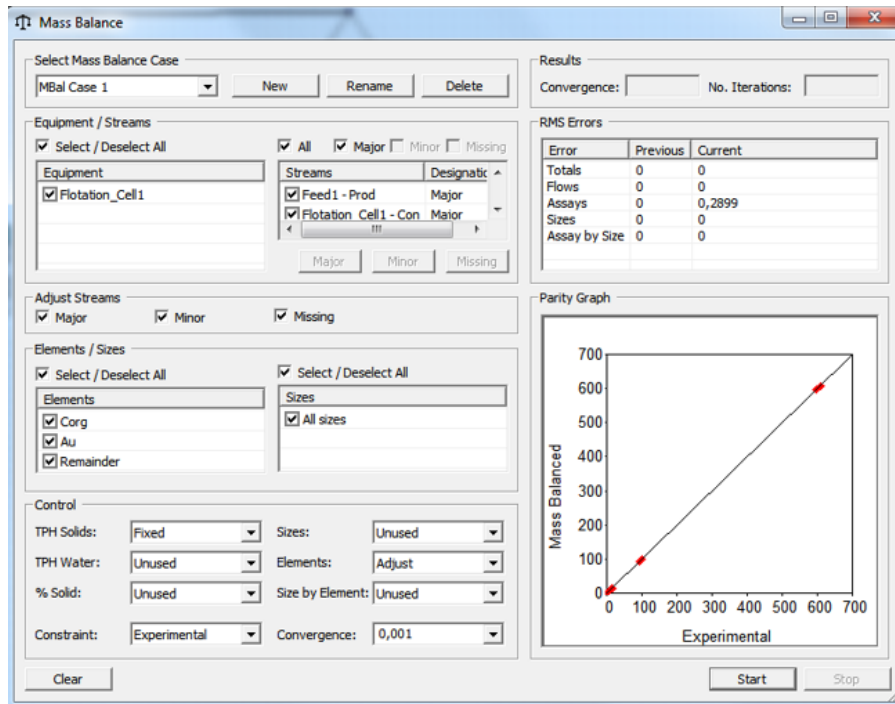 Mass Balance
Select Mass Balance Case
MBal Case 1 New Rename Delete
Results
Convergence: No. Iterations:
Equipment / Streams
Select / Deselect All
All Major Minor Missing
Equipment
Flotation_Cell1
Streams Designatic
Feed1 - Prod Major
Flotation_Cell1 - Con Major
Major Minor Missing
RMS Errors
Error Previous Current
Totals 0 0
Flows 0 0
Assays 0 0,2899
Sizes 0 0
Assay by Size 0 0
Adjust Streams
Major Minor Missing
Elements / Sizes
Select / Deselect All
Elements
Corg
Au
Remainder
Select / Deselect All
Sizes
All sizes
Control
TPH Solids: Fixed Sizes: Unused
TPH Water: Unused Elements: Adjust
% Solid: Unused Size by Element: Unused
Constraint: Experimental Convergence: 0,001
Parity Graph
Mass Balanced
700
600
500
400
300
200
100
0
0 100 200 300 400 500 600 700
Experimental
Clear Start Stop